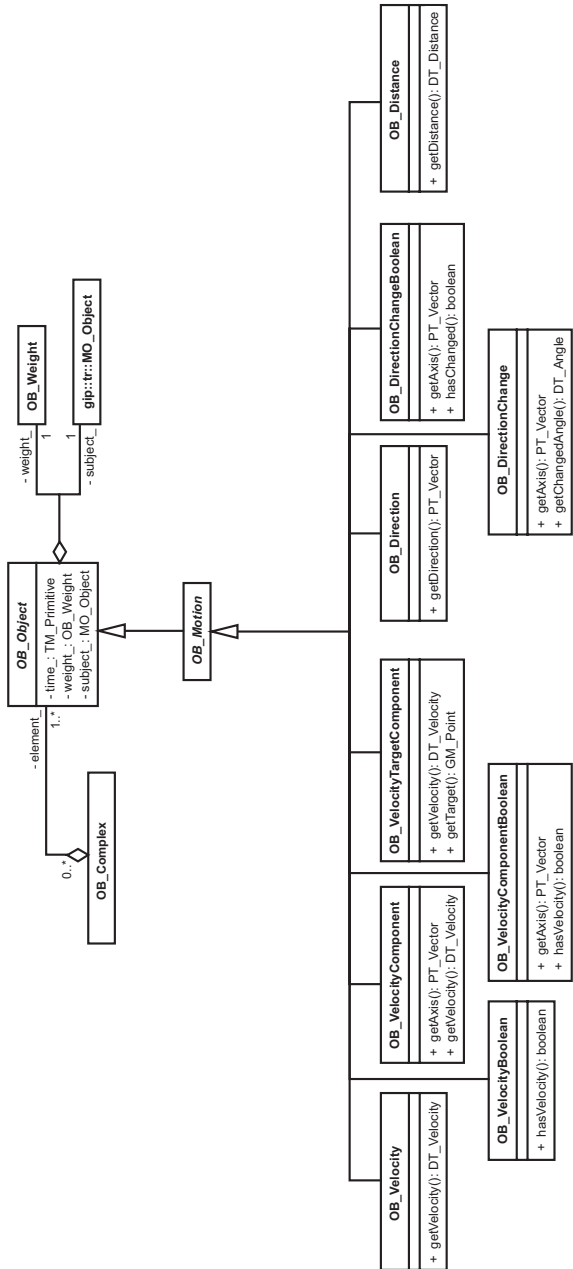 OB_Complex
0..*
- element_
1..*
OB_Object
- time_: TM_Primitive
- weight_: OB_Weight
- subject_: MO_Object
- weight_
1
OB_Weight
- subject_
1
gip::tr::MO_Object
OB_Motion
OB_Velocity
+ getVelocity(): DT_Velocity
OB_VelocityBoolean
+ hasVelocity(): boolean
OB_VelocityComponent
+ getAxis(): PT_Vector
+ getVelocity(): DT_Velocity
OB_VelocityComponentBoolean
+ getAxis(): PT_Vector
+ hasVelocity(): boolean
OB_VelocityTargetComponent
+ getVelocity(): DT_Velocity
+ getTarget(): GM_Point
OB_Direction
+ getDirection(): PT_Vector
OB_DirectionChange
+ getAxis(): PT_Vector
+ getChangedAngle(): DT_Angle
OB_DirectionChangeBoolean
+ getAxis(): PT_Vector
+ hasChanged(): boolean
OB_Distance
+ getDistance(): DT_Distance